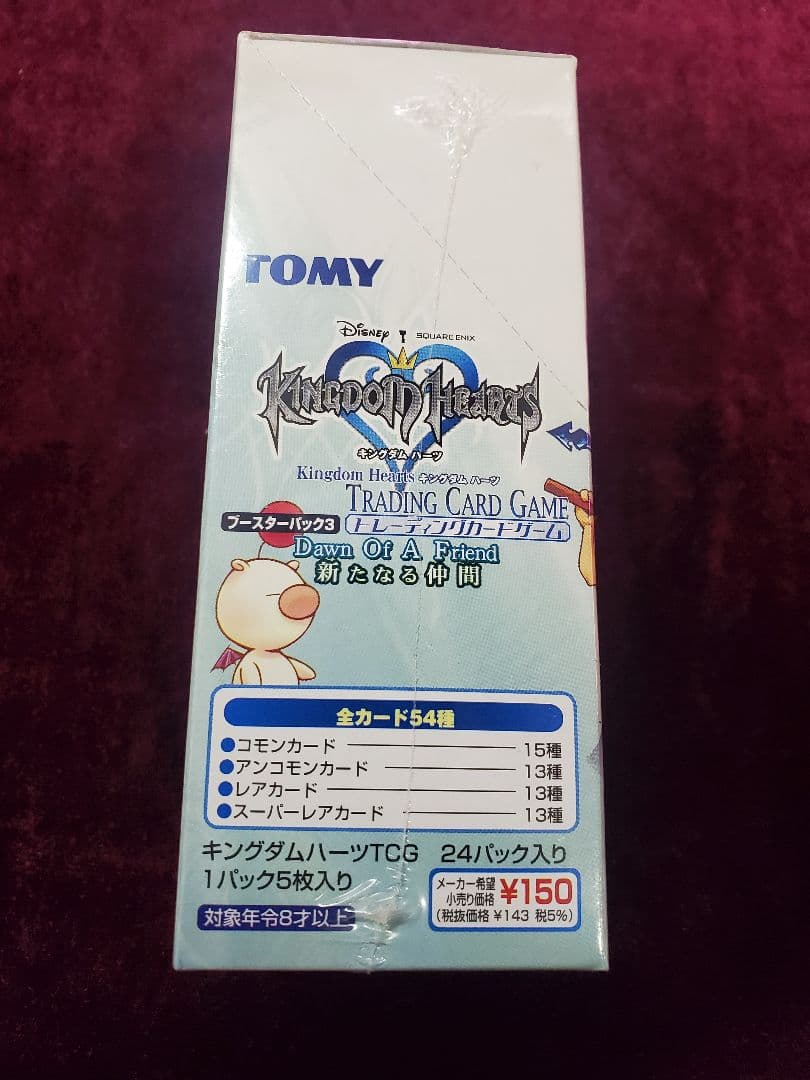 TOMY
Disney SQUARE ENIX
KINGDOM HEARTS
キングダム ハーツ
Kingdom Hearts キングダム ハーツ
TRADING CARD GAME
ブースターパック3 トレーディングカードゲーム
Dawn Of A Friend
新たなる仲間
全カード54種
●コモンカード 15種
●アンコモンカード 13種
●レアカード 13種
●スーパーレアカード 13種
キングダムハーツTCG 24パック入り
1パック5枚入り
メーカー希望小売り価格 ¥150
(税抜価格 ¥143 税5%)
対象年令8才以上